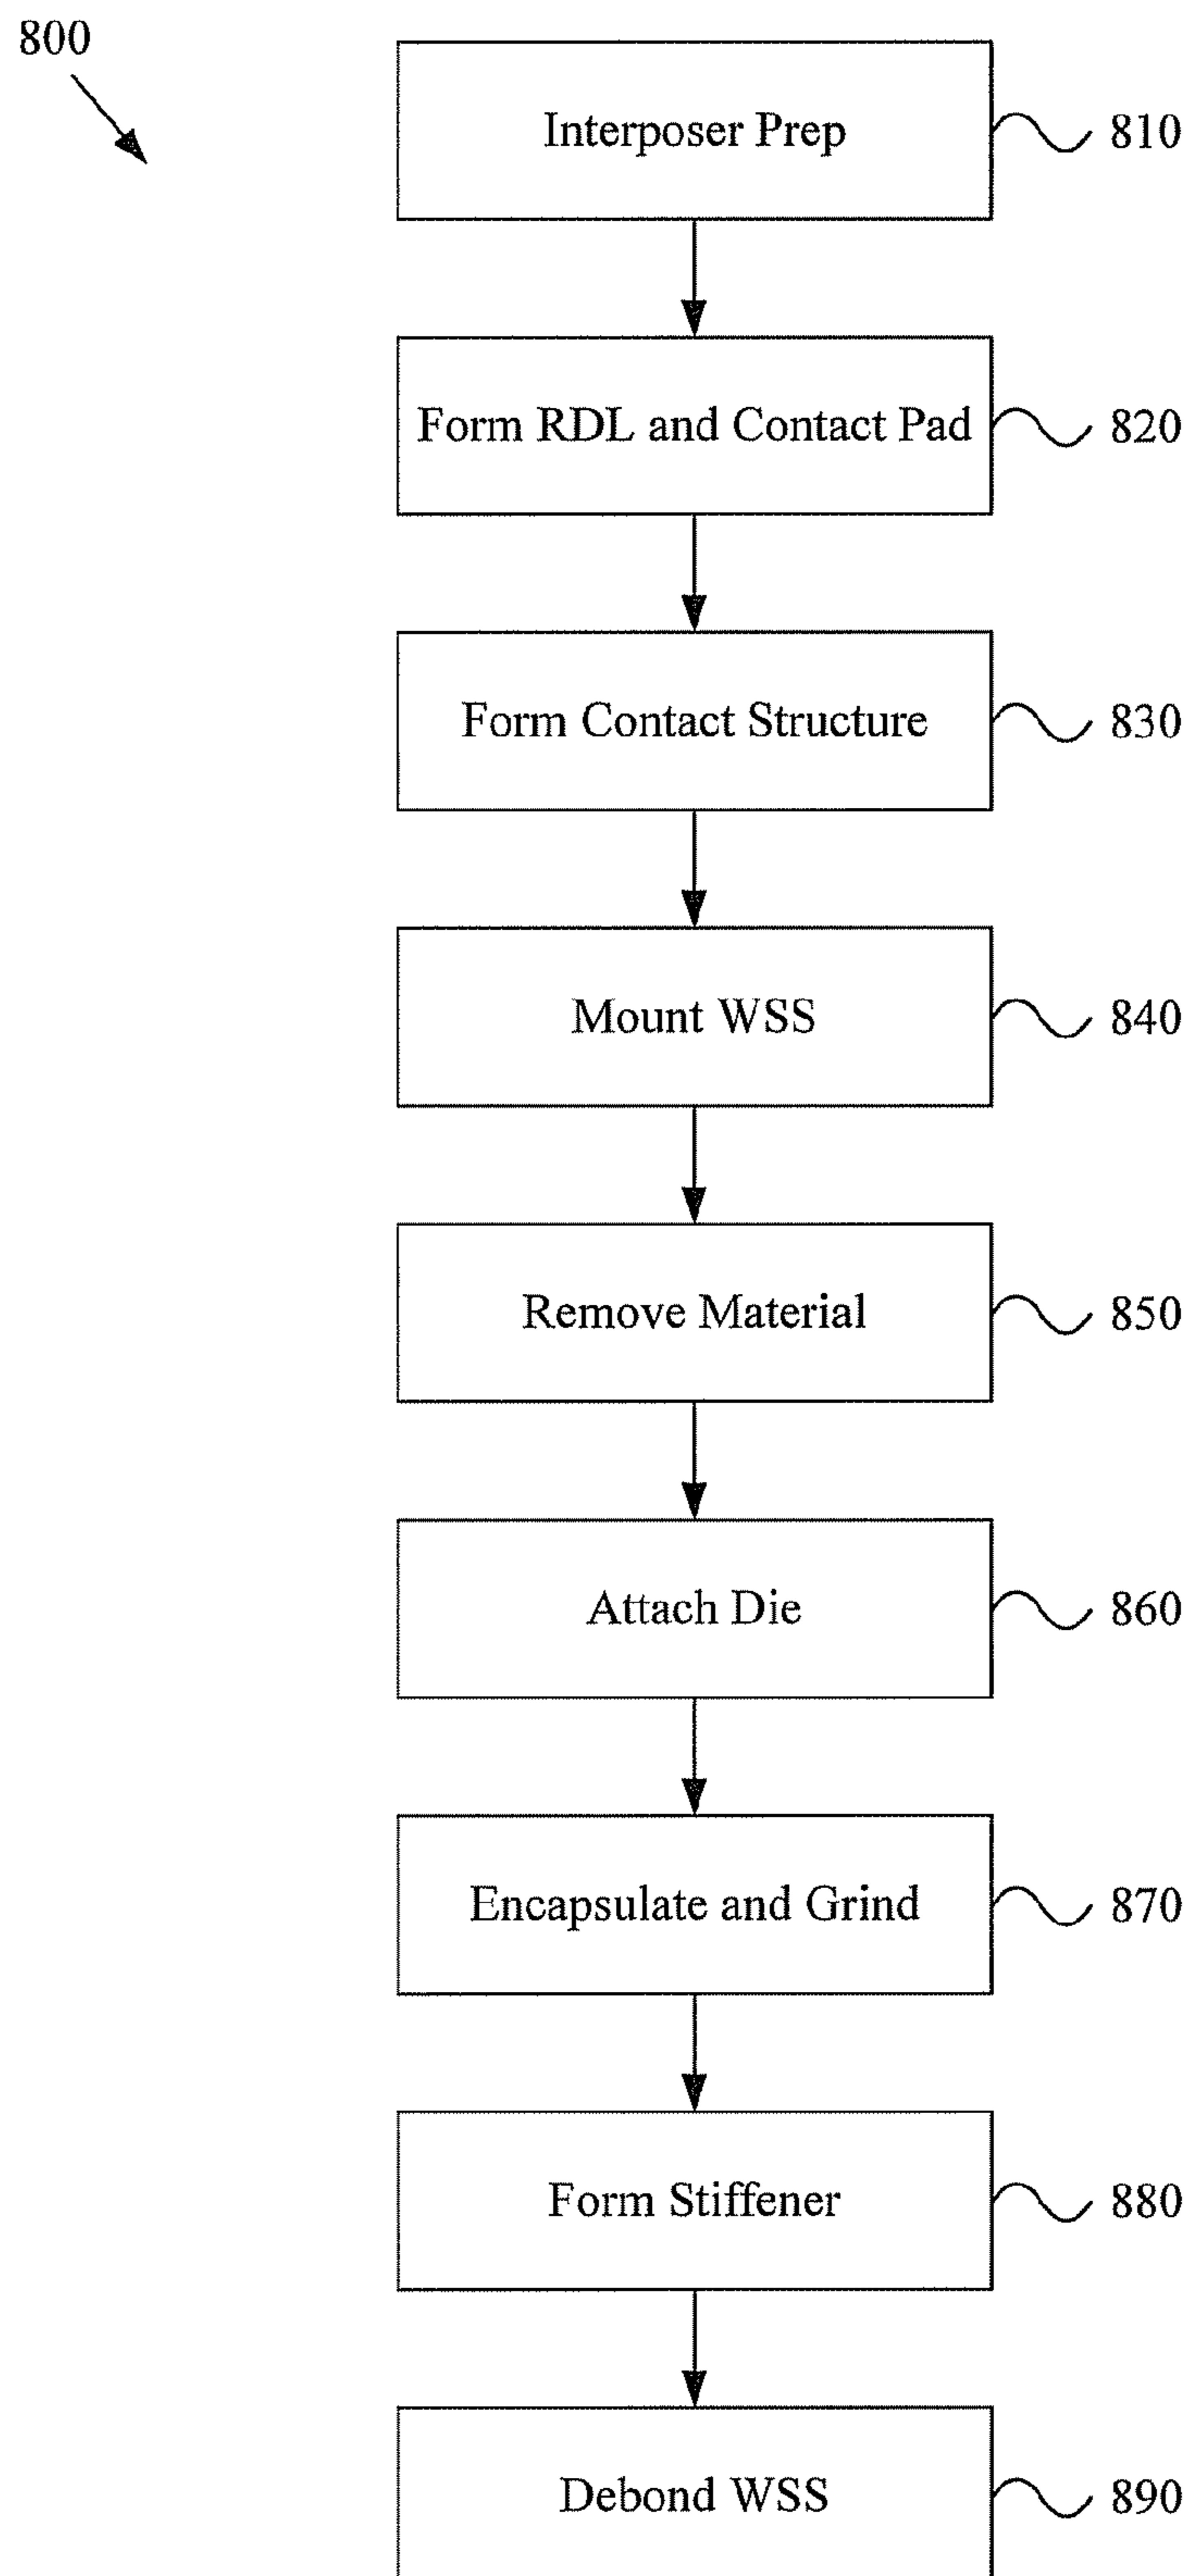 800
Interposer Prep 810
Form RDL and Contact Pad 820
Form Contact Structure 830
Mount WSS 840
Remove Material 850
Attach Die 860
Encapsulate and Grind 870
Form Stiffener 880
Debond WSS 890